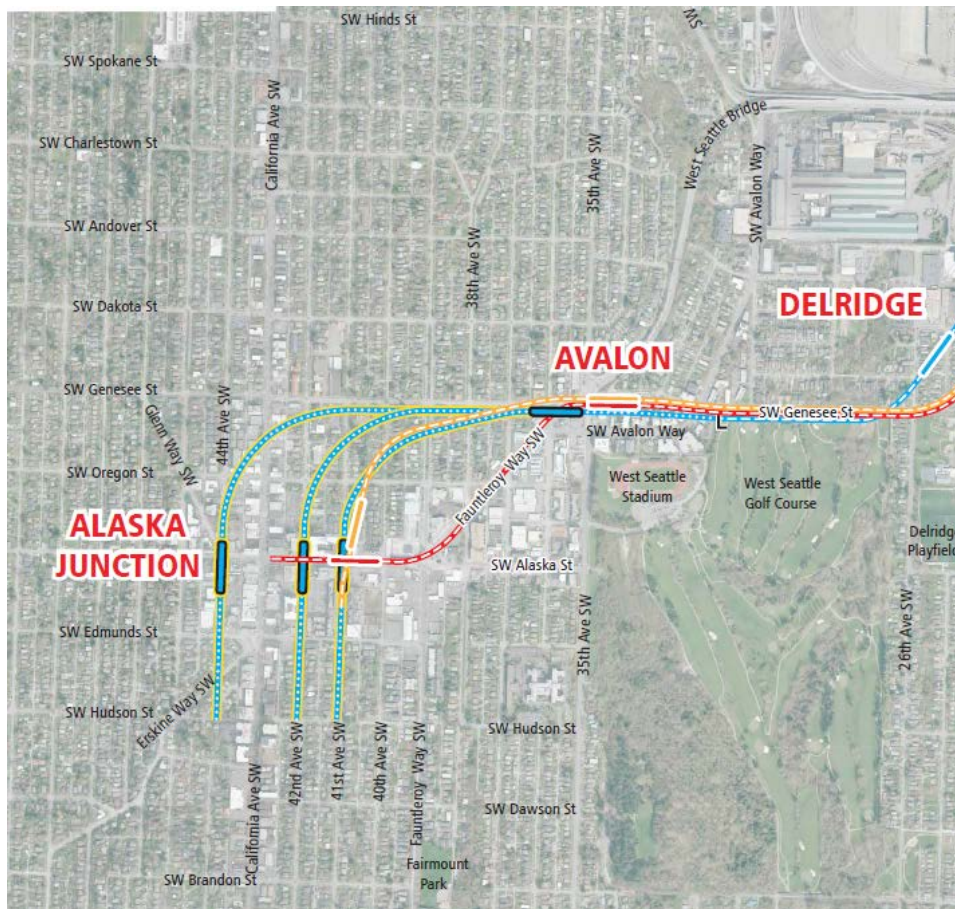 SW Hinds St
SW
SW Spokane St
California Ave SW
West Seattle Bridge
SW Charlestown St
35th Ave SW
SW Avalon Way
SW Andover St
38th Ave SW
SW Dakota St
DELRIDGE
AVALON
SW Genesee St
Glenn Way SW
44th Ave SW
SW Genesee St
L
SW Avalon Way
Fauntleroy Way SW
SW Oregon St
West Seattle
Stadium
West Seattle
Golf Course
ALASKA
JUNCTION
Delridge
Playfield
SW Alaska St
SW Edmunds St
35th Ave SW
26th Ave SW
Erskine Way SW
SW Hudson St
SW Hudson St
42nd Ave SW
41st Ave SW
40th Ave SW
Fauntleroy Way SW
California Ave SW
SW Dawson St
Fairmount
Park
SW Brandon St